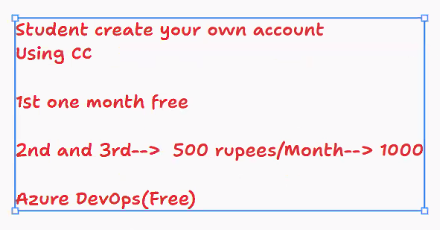 Student create your own account
Using CC
1st one month free
2nd and 3rd--> 500 rupees/Month--> 1000
Azure DevOps(Free)